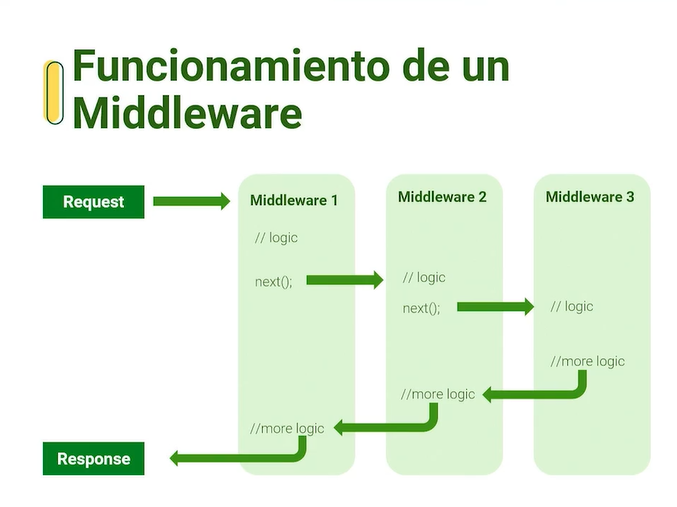 Funcionamiento de un
Middleware
Request
Middleware 1
// logic
next();
//more logic
Middleware 2
// logic
next();
//more logic
Middleware 3
// logic
//more logic
Response